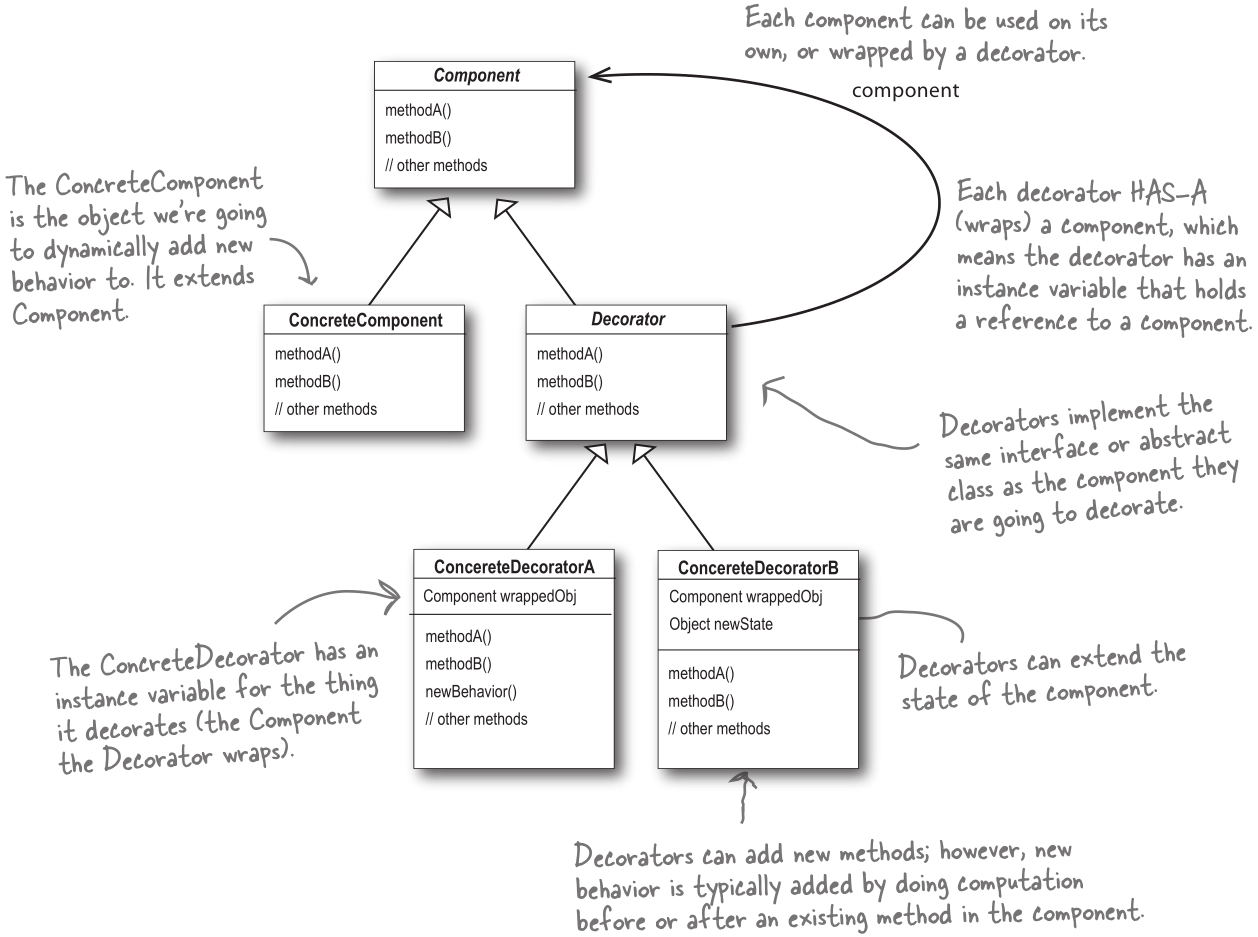 Each component can be used on its
own, or wrapped by a decorator.
component
Component
methodA()
methodB()
// other methods
The ConcreteComponent
is the object we're going
to dynamically add new
behavior to. It extends
Component.
Each decorator HAS-A
(wraps) a component, which
means the decorator has an
instance variable that holds
a reference to a component.
ConcreteComponent
methodA()
methodB()
// other methods
Decorator
methodA()
methodB()
// other methods
Decorators implement the
same interface or abstract
class as the component they
are going to decorate.
ConcereteDecoratorA
Component wrappedObj
methodA()
methodB()
newBehavior()
// other methods
ConcereteDecoratorB
Component wrappedObj
Object newState
methodA()
methodB()
// other methods
The ConcreteDecorator has an
instance variable for the thing
it decorates (the Component
the Decorator wraps).
Decorators can extend the
state of the component.
Decorators can add new methods; however, new
behavior is typically added by doing computation
before or after an existing method in the component.